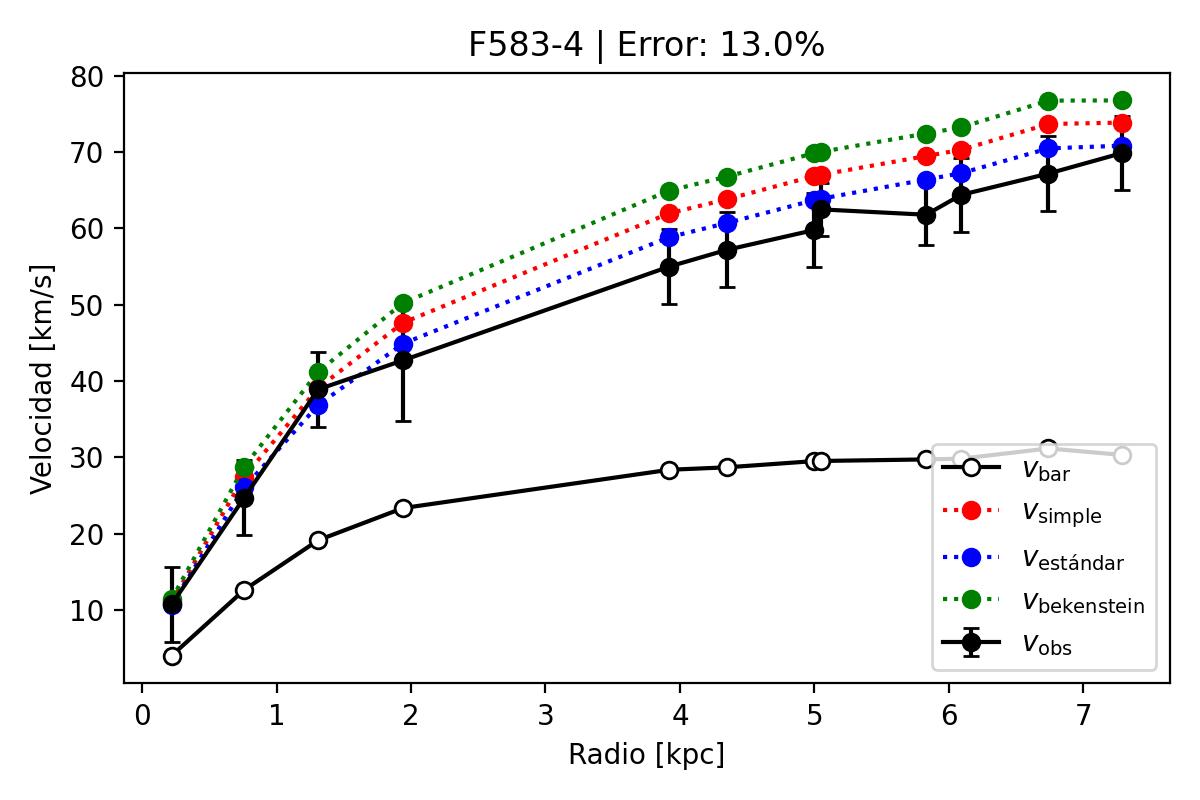 F583-4 | Error: 13.0%
Velocidad [km/s]
80
70
60
50
40
30
20
10
v_bar
v_simple
v_estándar
v_bekenstein
v_obs
0 1 2 3 4 5 6 7
Radio [kpc]